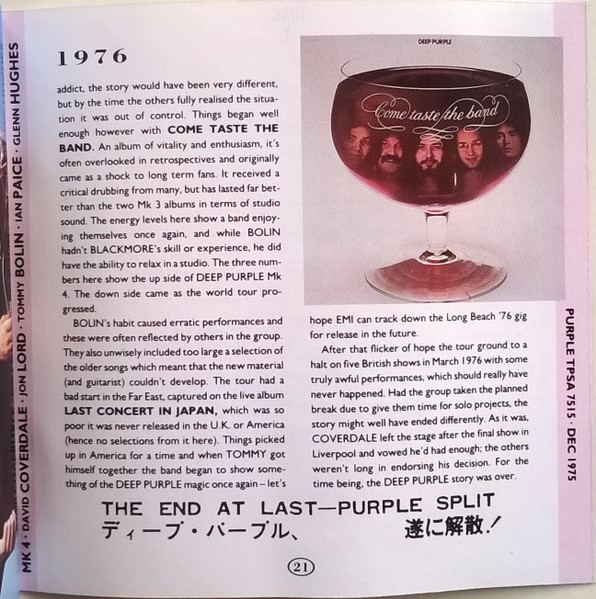 MK 4 · DAVID COVERDALE · JON LORD · TOMMY BOLIN · IAN PAICE · GLENN HUGHES
1976
addict, the story would have been very different,
but by the time the others fully realised the situa-
tion it was out of control. Things began well
enough however with COME TASTE THE
BAND. An album of vitality and enthusiasm, it's
often overlooked in retrospectives and originally
came as a shock to long term fans. It received a
critical drubbing from many, but has lasted far bet-
ter than the two Mk 3 albums in terms of studio
sound. The energy levels here show a band enjoy-
ing themselves once again, and while BOLIN
hadn't BLACKMORE's skill or experience, he did
have the ability to relax in a studio. The three num-
bers here show the up side of DEEP PURPLE Mk
4. The down side came as the world tour pro-
gressed.
BOLIN's habit caused erratic performances and
these were often reflected by others in the group.
They also unwisely included too large a selection of
the older songs which meant that the new material
(and guitarist) couldn't develop. The tour had a
bad start in the Far East, captured on the live album
LAST CONCERT IN JAPAN, which was so
poor it was never released in the U.K. or America
(hence no selections from it here). Things picked
up in America for a time and when TOMMY got
himself together the band began to show some-
thing of the DEEP PURPLE magic once again – let's
DEEP PURPLE
Come taste the band
hope EMI can track down the Long Beach '76 gig
for release in the future.
After that flicker of hope the tour ground to a
halt on five British shows in March 1976 with some
truly awful performances, which should really have
never happened. Had the group taken the planned
break due to give them time for solo projects, the
story might well have ended differently. As it was,
COVERDALE left the stage after the final show in
Liverpool and vowed he'd had enough; the others
weren't long in endorsing his decision. For the
time being, the DEEP PURPLE story was over.
PURPLE TPSA 7515 · DEC 1975
THE END AT LAST—PURPLE SPLIT
ディープ・パープル、 遂に解散!
21